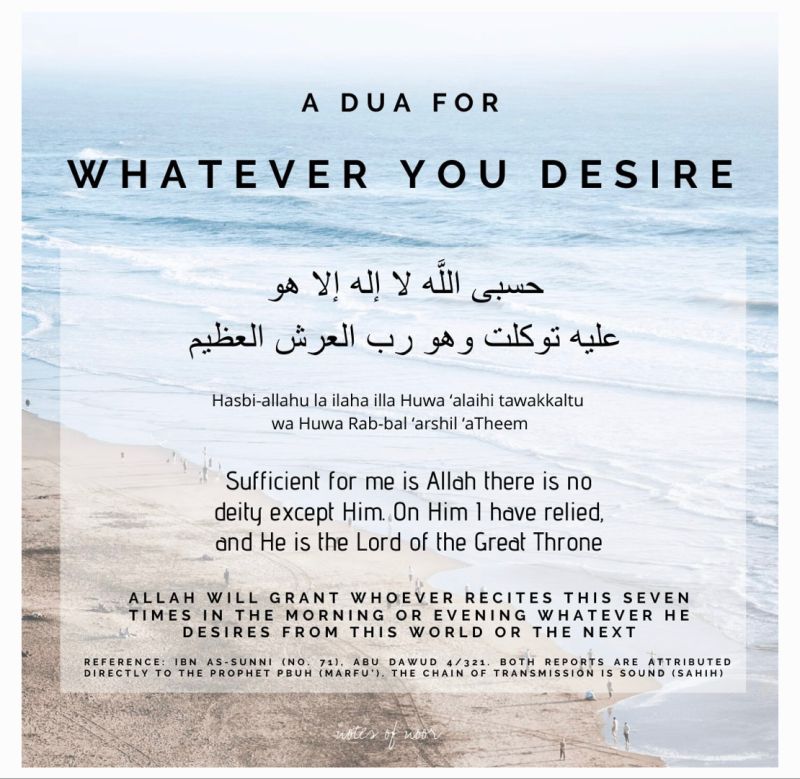 A DUA FOR
WHATEVER YOU DESIRE
حسبى اللَّه لا إله إلا هو
عليه توكلت وهو رب العرش العظيم
Hasbi-allahu la ilaha illa Huwa ‘alaihi tawakkaltu
wa Huwa Rab-bal ‘arshil ‘aTheem
Sufficient for me is Allah there is no
deity except Him. On Him I have relied,
and He is the Lord of the Great Throne
ALLAH WILL GRANT WHOEVER RECITES THIS SEVEN
TIMES IN THE MORNING OR EVENING WHATEVER HE
DESIRES FROM THIS WORLD OR THE NEXT
REFERENCE: IBN AS-SUNNI (NO. 71), ABU DAWUD 4/321. BOTH REPORTS ARE ATTRIBUTED
DIRECTLY TO THE PROPHET PBUH (MARFU'). THE CHAIN OF TRANSMISSION IS SOUND (SAHIH)
notes of noor